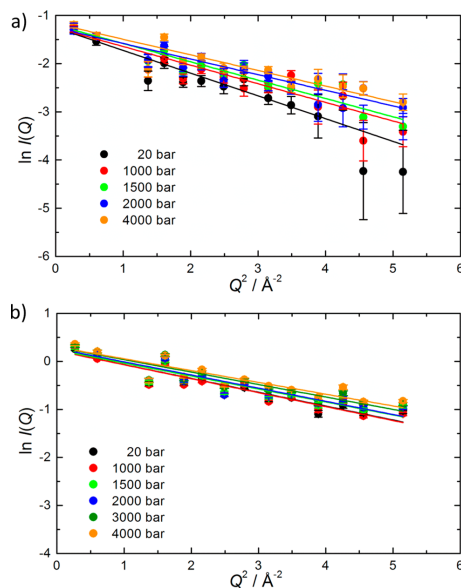 a)
-1
-2
-3
-4
-5
-6
ln I(Q)
20 bar
1000 bar
1500 bar
2000 bar
4000 bar
0 1 2 3 4 5 6
Q² / Å⁻²
b)
1
0
-1
-2
-3
-4
ln I(Q)
20 bar
1000 bar
1500 bar
2000 bar
3000 bar
4000 bar
0 1 2 3 4 5 6
Q² / Å⁻²